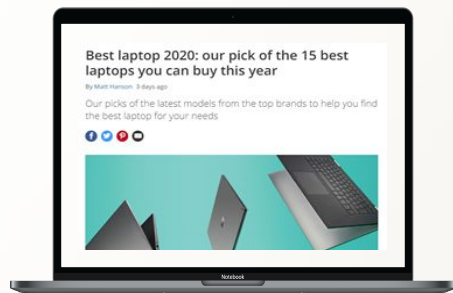 Best laptop 2020: our pick of the 15 best
laptops you can buy this year
By Matt Hanson 3 days ago
Our picks of the latest models from the top brands to help you find
the best laptop for your needs
Notebook